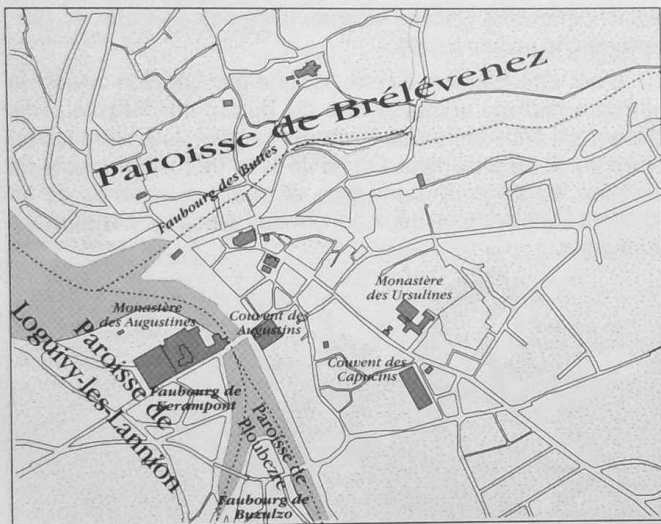 Paroisse de Brélévenez
Faubourg des Buttes
Monastère
des Augustines
Couvent des
Augustins
Monastère
des Ursulines
Couvent des
Capucins
Paroisse de
Loguivy-les-Lannion
Faubourg de
Kerampont
Paroisse de
Ploubezre
Faubourg de
Buzulzo